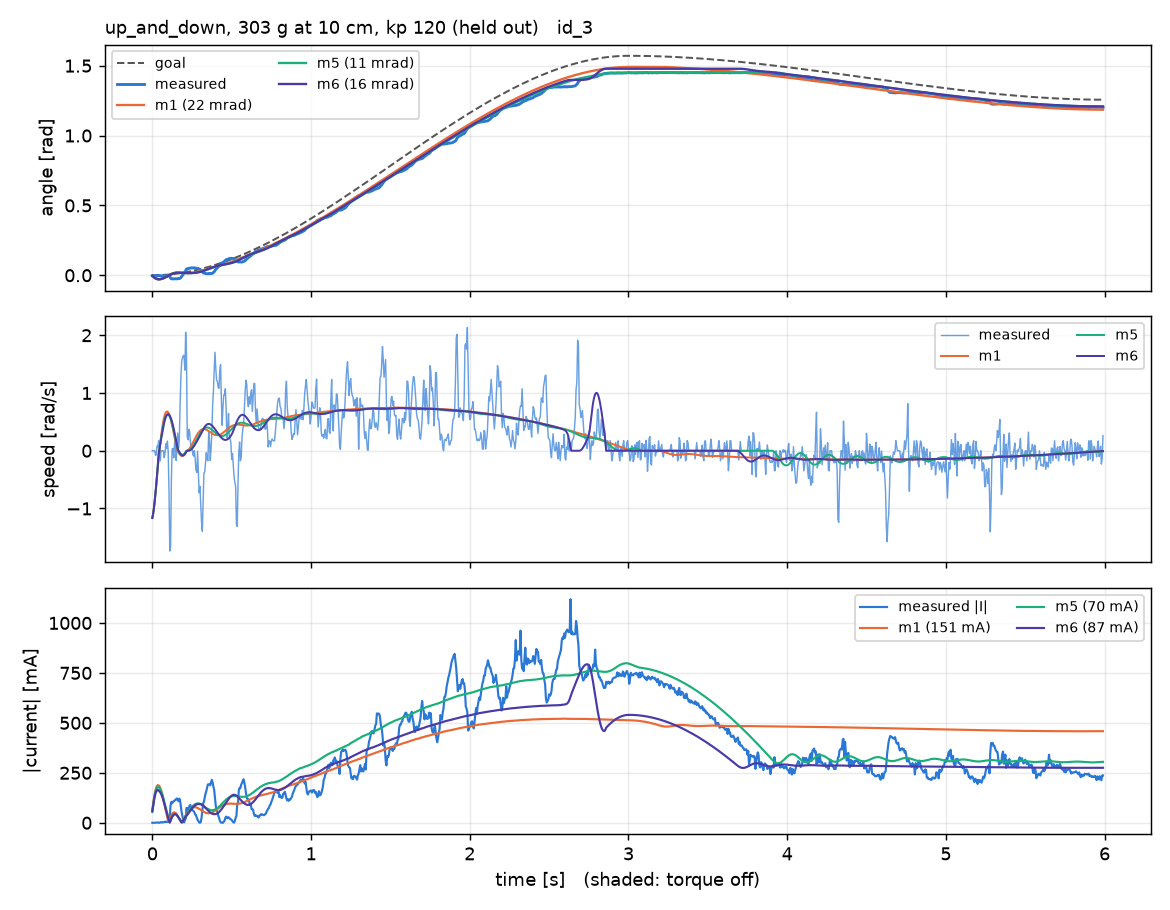 up_and_down, 303 g at 10 cm, kp 120 (held out)   id_3
goal
measured
m1 (22 mrad)
m5 (11 mrad)
m6 (16 mrad)
angle [rad]
1.5
1.0
0.5
0.0
measured
m1
m5
m6
speed [rad/s]
2
1
0
−1
measured |I|
m1 (151 mA)
m5 (70 mA)
m6 (87 mA)
|current| [mA]
1000
750
500
250
0
0 1 2 3 4 5 6
time [s]   (shaded: torque off)